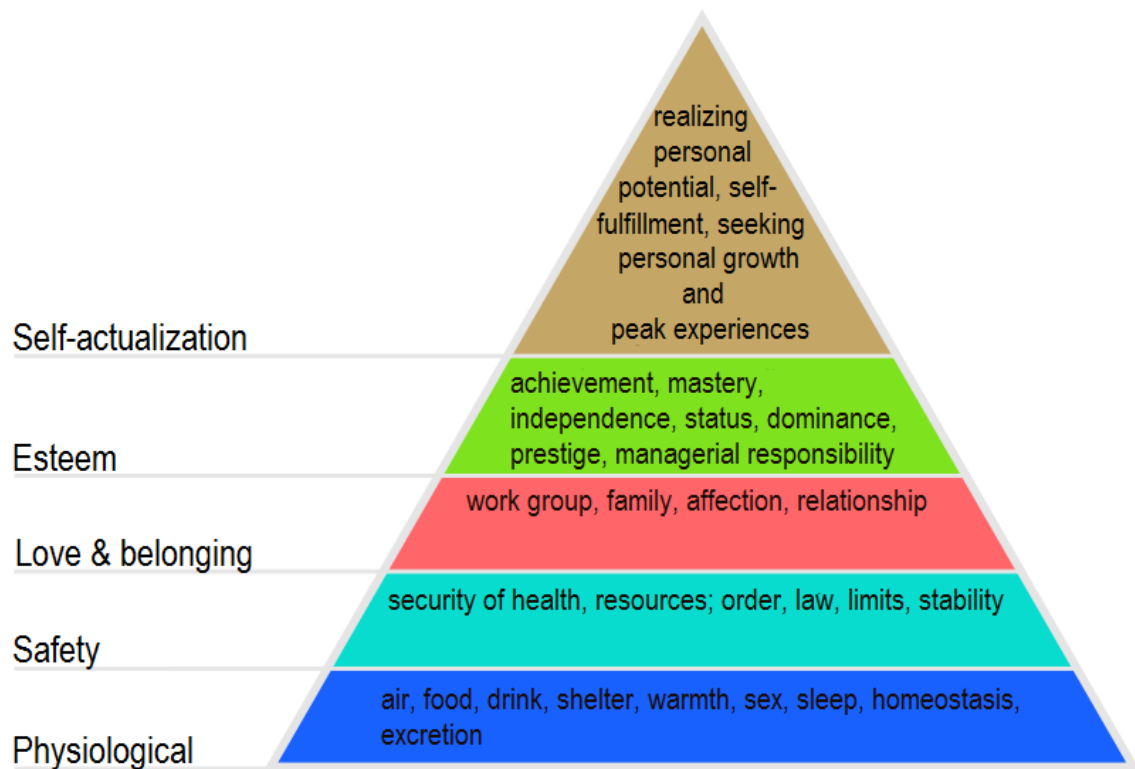 realizing
personal
potential, self-
fulfillment, seeking
personal growth
and
peak experiences
Self-actualization
achievement, mastery,
independence, status, dominance,
prestige, managerial responsibility
Esteem
work group, family, affection, relationship
Love & belonging
security of health, resources; order, law, limits, stability
Safety
air, food, drink, shelter, warmth, sex, sleep, homeostasis,
excretion
Physiological